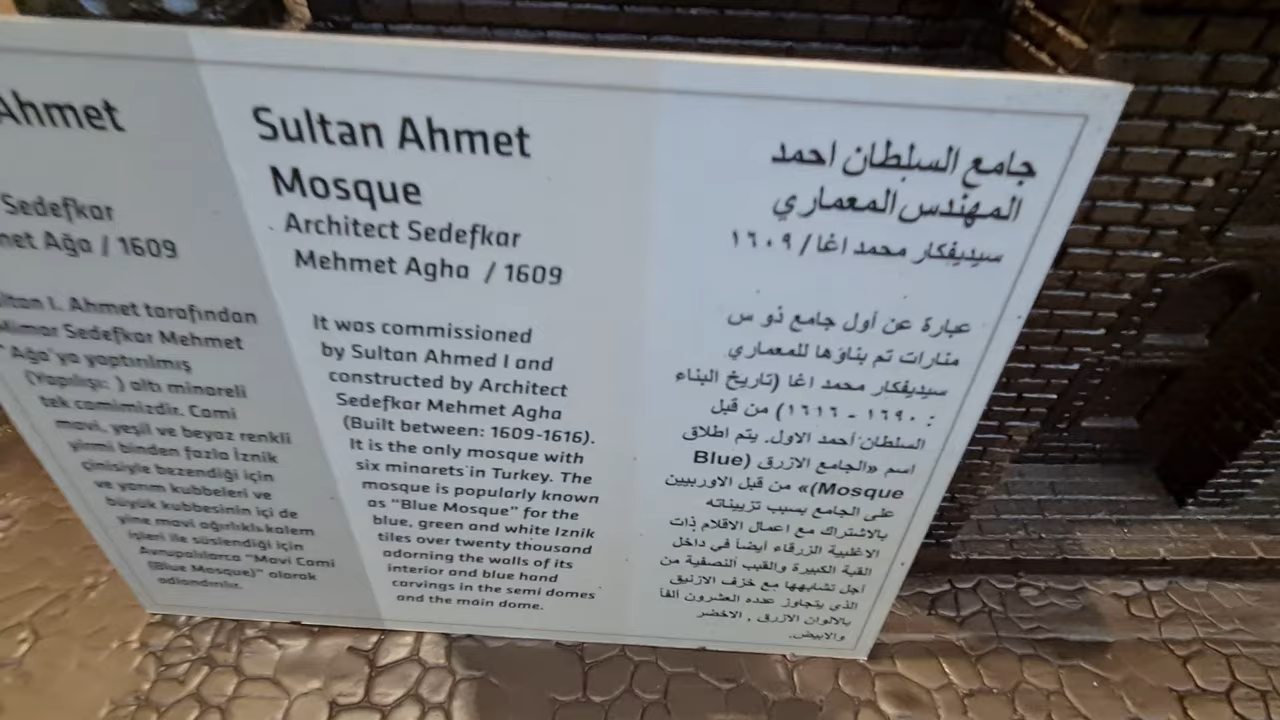 Ahmet
Sedefkar
Ağa / 1609
I. Ahmet tarafından
Mimar Sedefkar Mehmet
Ağa'ya yaptırılmış
(Yapılışı: ) altı minareli
tek camimizdir. Cami
mavi, yeşil ve beyaz renkli
yirmi binden fazla İznik
çinisiyle bezendiği için
ve yarım kubbeleri ve
büyük kubbesinin içi de
yine mavi ağırlıklı kalem
işleri ile süslendiği için
Avrupalılarca "Mavi Cami
(Blue Mosque)" olarak
adlandırılır.
Sultan Ahmet
Mosque
Architect Sedefkar
Mehmet Agha / 1609
It was commissioned
by Sultan Ahmed I and
constructed by Architect
Sedefkar Mehmet Agha
(Built between: 1609-1616).
It is the only mosque with
six minarets in Turkey. The
mosque is popularly known
as "Blue Mosque" for the
blue, green and white Iznik
tiles over twenty thousand
adorning the walls of its
interior and blue hand
carvings in the semi domes
and the main dome.
جامع السلطان احمد
المهندس المعماري
سيديفكار محمد اغا / ١٦٠٩
عبارة عن أول جامع ذو س
منارات تم بناؤها للمعماري
سيديفكار محمد اغا (تاريخ البناء
: ١٦٩٠ - ١٦١٦) من قبل
السلطان أحمد الاول. يتم اطلاق
اسم «الجامع الازرق (Blue
Mosque)» من قبل الاوربيين
على الجامع بسبب تزييناته
بالاشتراك مع اعمال الاقلام ذات
الاغلبية الزرقاء أيضاً في داخل
القبة الكبيرة والقبب النصفية من
أجل تشابهها مع خزف الازنيق
الذي يتجاوز عدده العشرون ألفاً
بالالوان الازرق , الاخضر
والابيض.